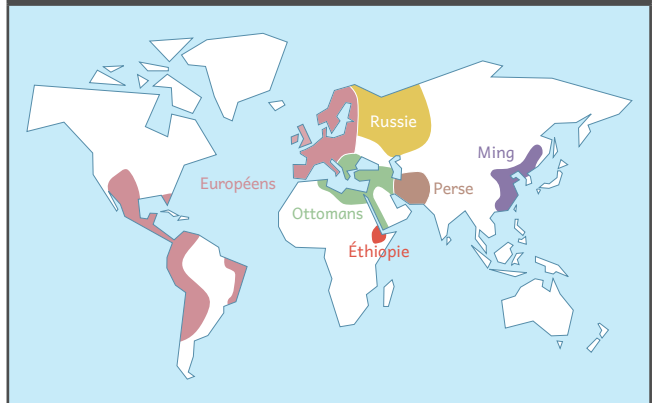 Russie
Ming
Européens
Perse
Ottomans
Éthiopie